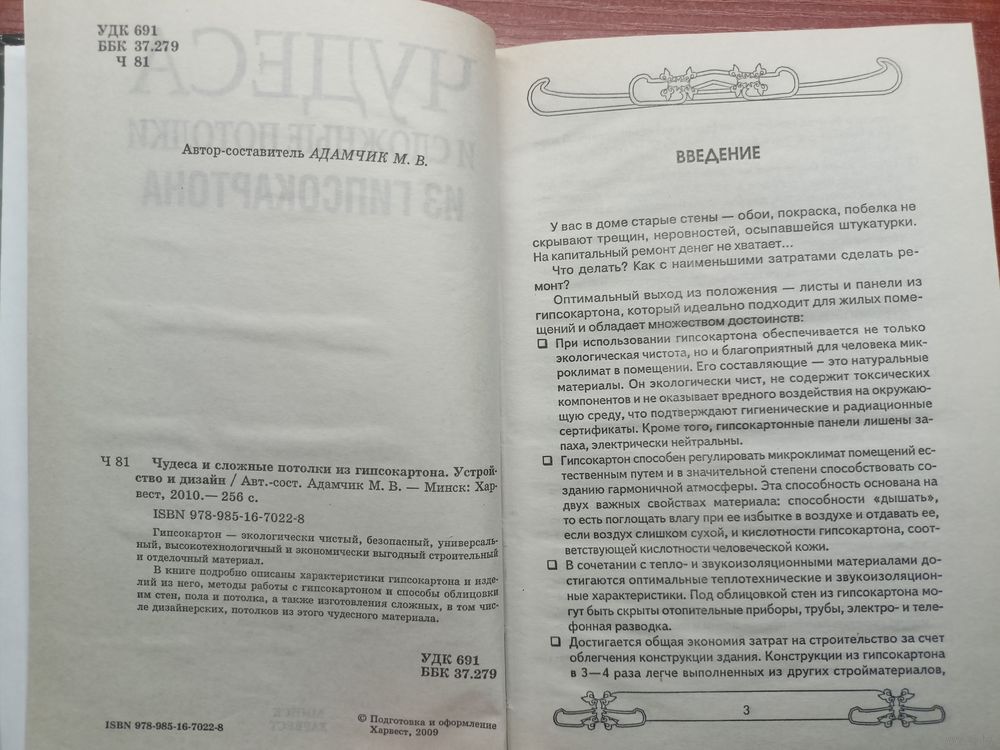 УДК 691
ББК 37.279
Ч 81
Автор-составитель АДАМЧИК М. В.
Ч 81 Чудеса и сложные потолки из гипсокартона. Устрой-
ство и дизайн / Авт.-сост. Адамчик М. В. — Минск: Хар-
вест, 2010.— 256 с.
ISBN 978-985-16-7022-8
Гипсокартон — экологически чистый, безопасный, универсаль-
ный, высокотехнологичный и экономически выгодный строительный
и отделочный материал.
В книге подробно описаны характеристики гипсокартона и изде-
лий из него, методы работы с гипсокартоном и способы облицовки
им стен, пола и потолка, а также изготовления сложных, в том чис-
ле дизайнерских, потолков из этого чудесного материала.
УДК 691
ББК 37.279
ISBN 978-985-16-7022-8
© Подготовка и оформление
Харвест, 2009
ВВЕДЕНИЕ
У вас в доме старые стены — обои, покраска, побелка не
скрывают трещин, неровностей, осыпавшейся штукатурки.
На капитальный ремонт денег не хватает...
Что делать? Как с наименьшими затратами сделать ре-
монт?
Оптимальный выход из положения — листы и панели из
гипсокартона, который идеально подходит для жилых поме-
щений и обладает множеством достоинств:
❑ При использовании гипсокартона обеспечивается не только
экологическая чистота, но и благоприятный для человека мик-
роклимат в помещении. Его составляющие — это натуральные
материалы. Он экологически чист, не содержит токсических
компонентов и не оказывает вредного воздействия на окружаю-
щую среду, что подтверждают гигиенические и радиационные
сертификаты. Кроме того, гипсокартонные панели лишены за-
паха, электрически нейтральны.
❑ Гипсокартон способен регулировать микроклимат помещений ес-
тественным путем и в значительной степени способствовать со-
зданию гармоничной атмосферы. Эта способность основана на
двух важных свойствах материала: способности «дышать»,
то есть поглощать влагу при ее избытке в воздухе и отдавать ее,
если воздух слишком сухой, и кислотности гипсокартона, соот-
ветствующей кислотности человеческой кожи.
❑ В сочетании с тепло- и звукоизоляционными материалами до-
стигаются оптимальные теплотехнические и звукоизоляцион-
ные характеристики. Под облицовкой стен из гипсокартона мо-
гут быть скрыты отопительные приборы, трубы, электро- и теле-
фонная разводка.
❑ Достигается общая экономия затрат на строительство за счет
облегчения конструкции здания. Конструкции из гипсокартона
в 3—4 раза легче выполненных из других стройматериалов,
3